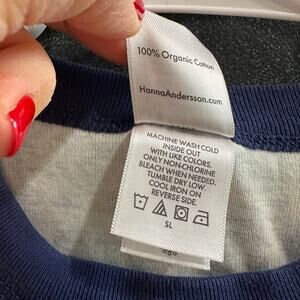 100% Organic Cotton
HannaAndersson.com
MACHINE WASH COLD
INSIDE OUT
WITH LIKE COLORS.
ONLY NON-CHLORINE
BLEACH WHEN NEEDED.
TUMBLE DRY LOW.
COOL IRON ON
REVERSE SIDE.
SL